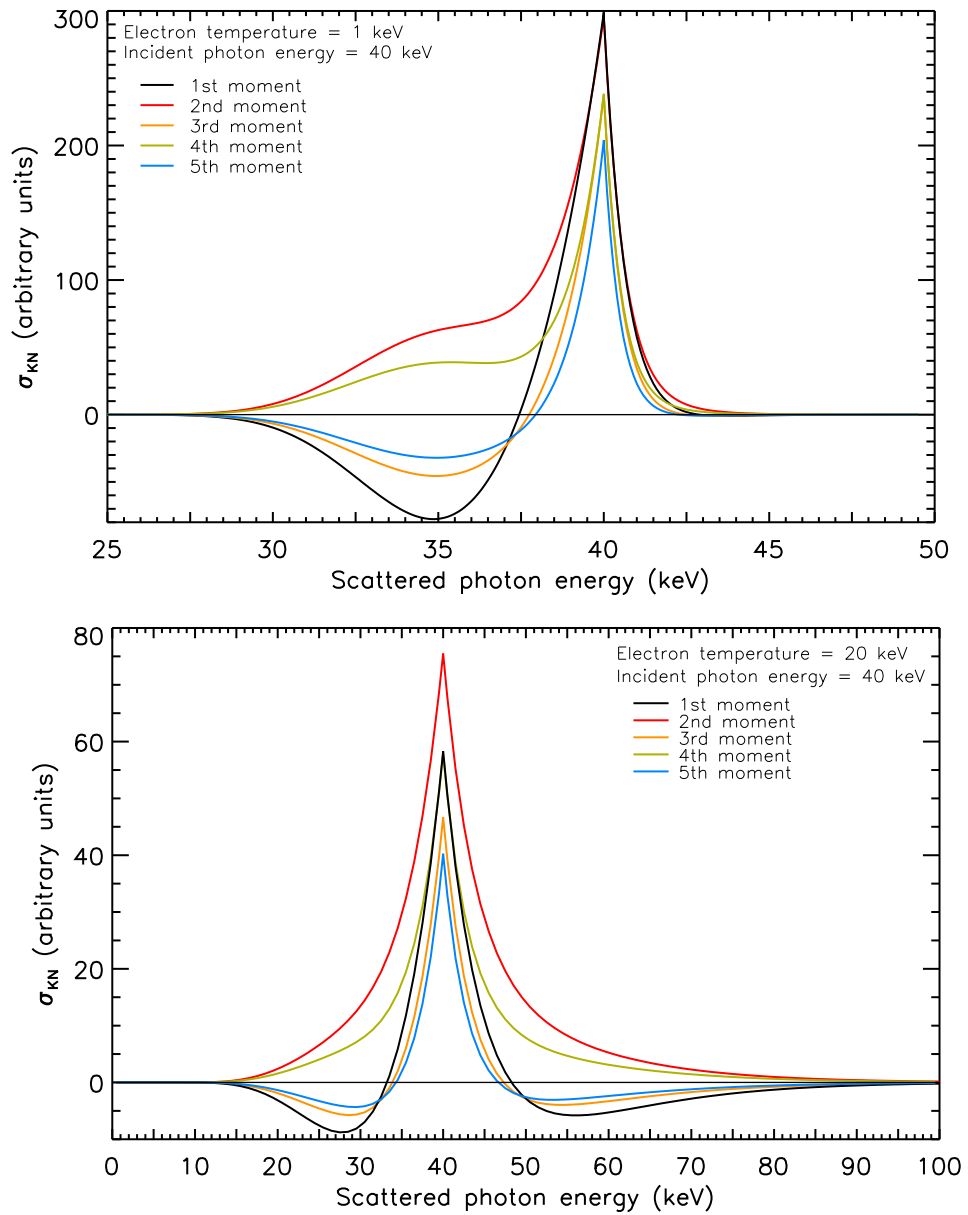 300
200
100
0
σKN (arbitrary units)
Electron temperature = 1 keV
Incident photon energy = 40 keV
1st moment
2nd moment
3rd moment
4th moment
5th moment
25 30 35 40 45 50
Scattered photon energy (keV)
80
60
40
20
0
σKN (arbitrary units)
Electron temperature = 20 keV
Incident photon energy = 40 keV
1st moment
2nd moment
3rd moment
4th moment
5th moment
0 10 20 30 40 50 60 70 80 90 100
Scattered photon energy (keV)